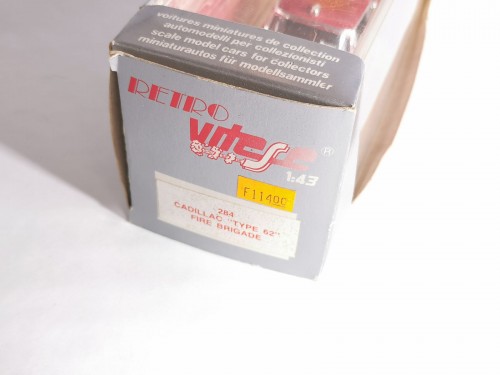 voitures miniatures de collection
automodelli per collezionisti
scale model cars for collectors
miniaturautos für modellsammler
RETRO
Vitesse ®
1:43
F1140C
284
CADILLAC "TYPE 62"
FIRE BRIGADE